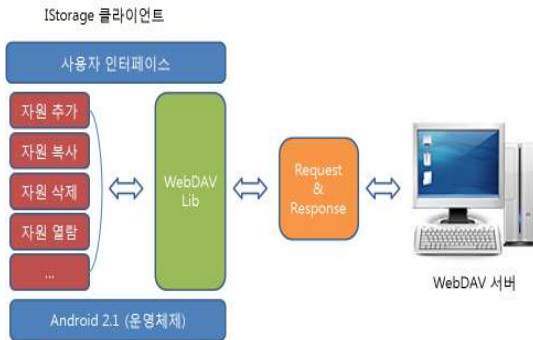 IStorage 클라이언트
사용자 인터페이스
자원 추가
자원 복사
자원 삭제
자원 열람
...
WebDAV
Lib
Request
&
Response
WebDAV 서버
Android 2.1 (운영체제)